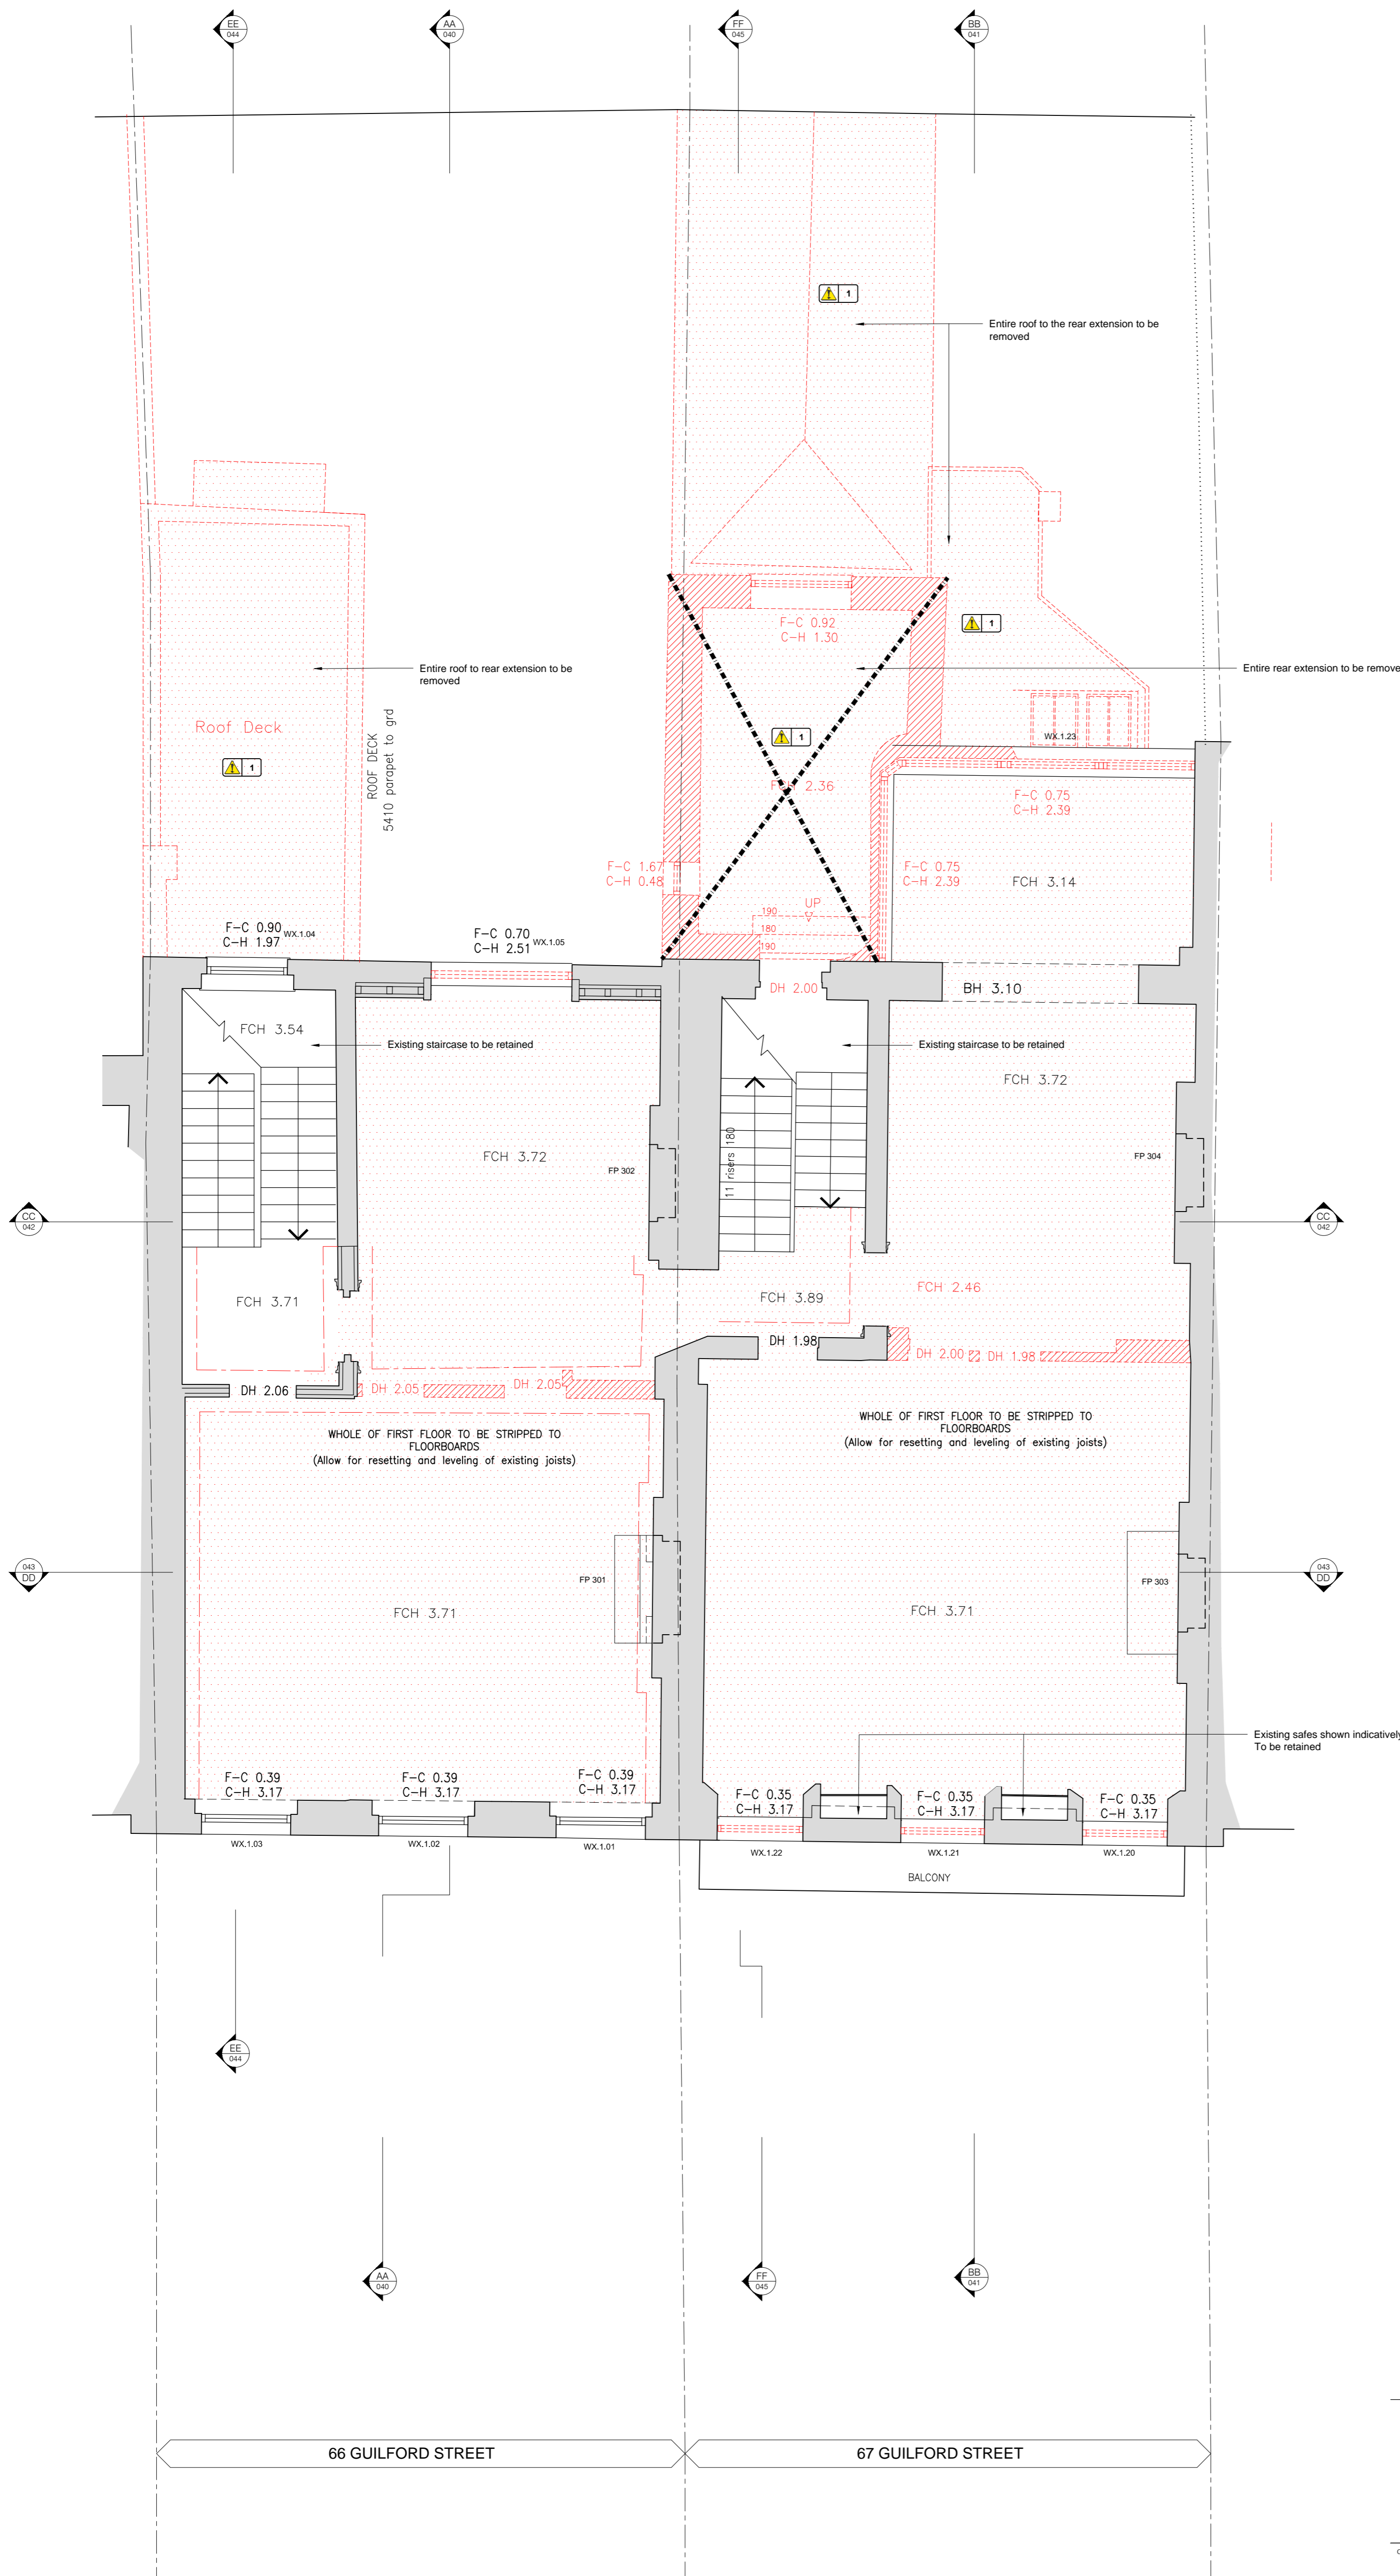 EE
044
AA
040
FF
045
BB
041
1
Entire roof to the rear extension to be
removed
F-C 0.92
C-H 1.30
1
Entire roof to rear extension to be
removed
Entire rear extension to be remove
Roof Deck
1
ROOF DECK
5410 parapet to grd
1
WX.1.23
FCH 2.36
F-C 0.75
C-H 2.39
F-C 1.67
C-H 0.48
F-C 0.75
C-H 2.39
FCH 3.14
UP
190
180
190
F-C 0.90
C-H 1.97
WX.1.04
F-C 0.70
C-H 2.51
WX.1.05
DH 2.00
BH 3.10
FCH 3.54
Existing staircase to be retained
Existing staircase to be retained
FCH 3.72
11 risers 180
FCH 3.72
FP 302
FP 304
CC
042
CC
042
FCH 3.71
FCH 3.89
FCH 2.46
DH 1.98
DH 2.00
DH 1.98
DH 2.06
DH 2.05
DH 2.05
WHOLE OF FIRST FLOOR TO BE STRIPPED TO
FLOORBOARDS
(Allow for resetting and leveling of existing joists)
WHOLE OF FIRST FLOOR TO BE STRIPPED TO
FLOORBOARDS
(Allow for resetting and leveling of existing joists)
043
DD
043
DD
FP 301
FP 303
FCH 3.71
FCH 3.71
Existing safes shown indicatively
To be retained
F-C 0.39
C-H 3.17
F-C 0.39
C-H 3.17
F-C 0.39
C-H 3.17
F-C 0.35
C-H 3.17
F-C 0.35
C-H 3.17
F-C 0.35
C-H 3.17
WX.1.03
WX.1.02
WX.1.01
WX.1.22
WX.1.21
WX.1.20
BALCONY
EE
044
AA
040
FF
045
BB
041
66 GUILFORD STREET
67 GUILFORD STREET